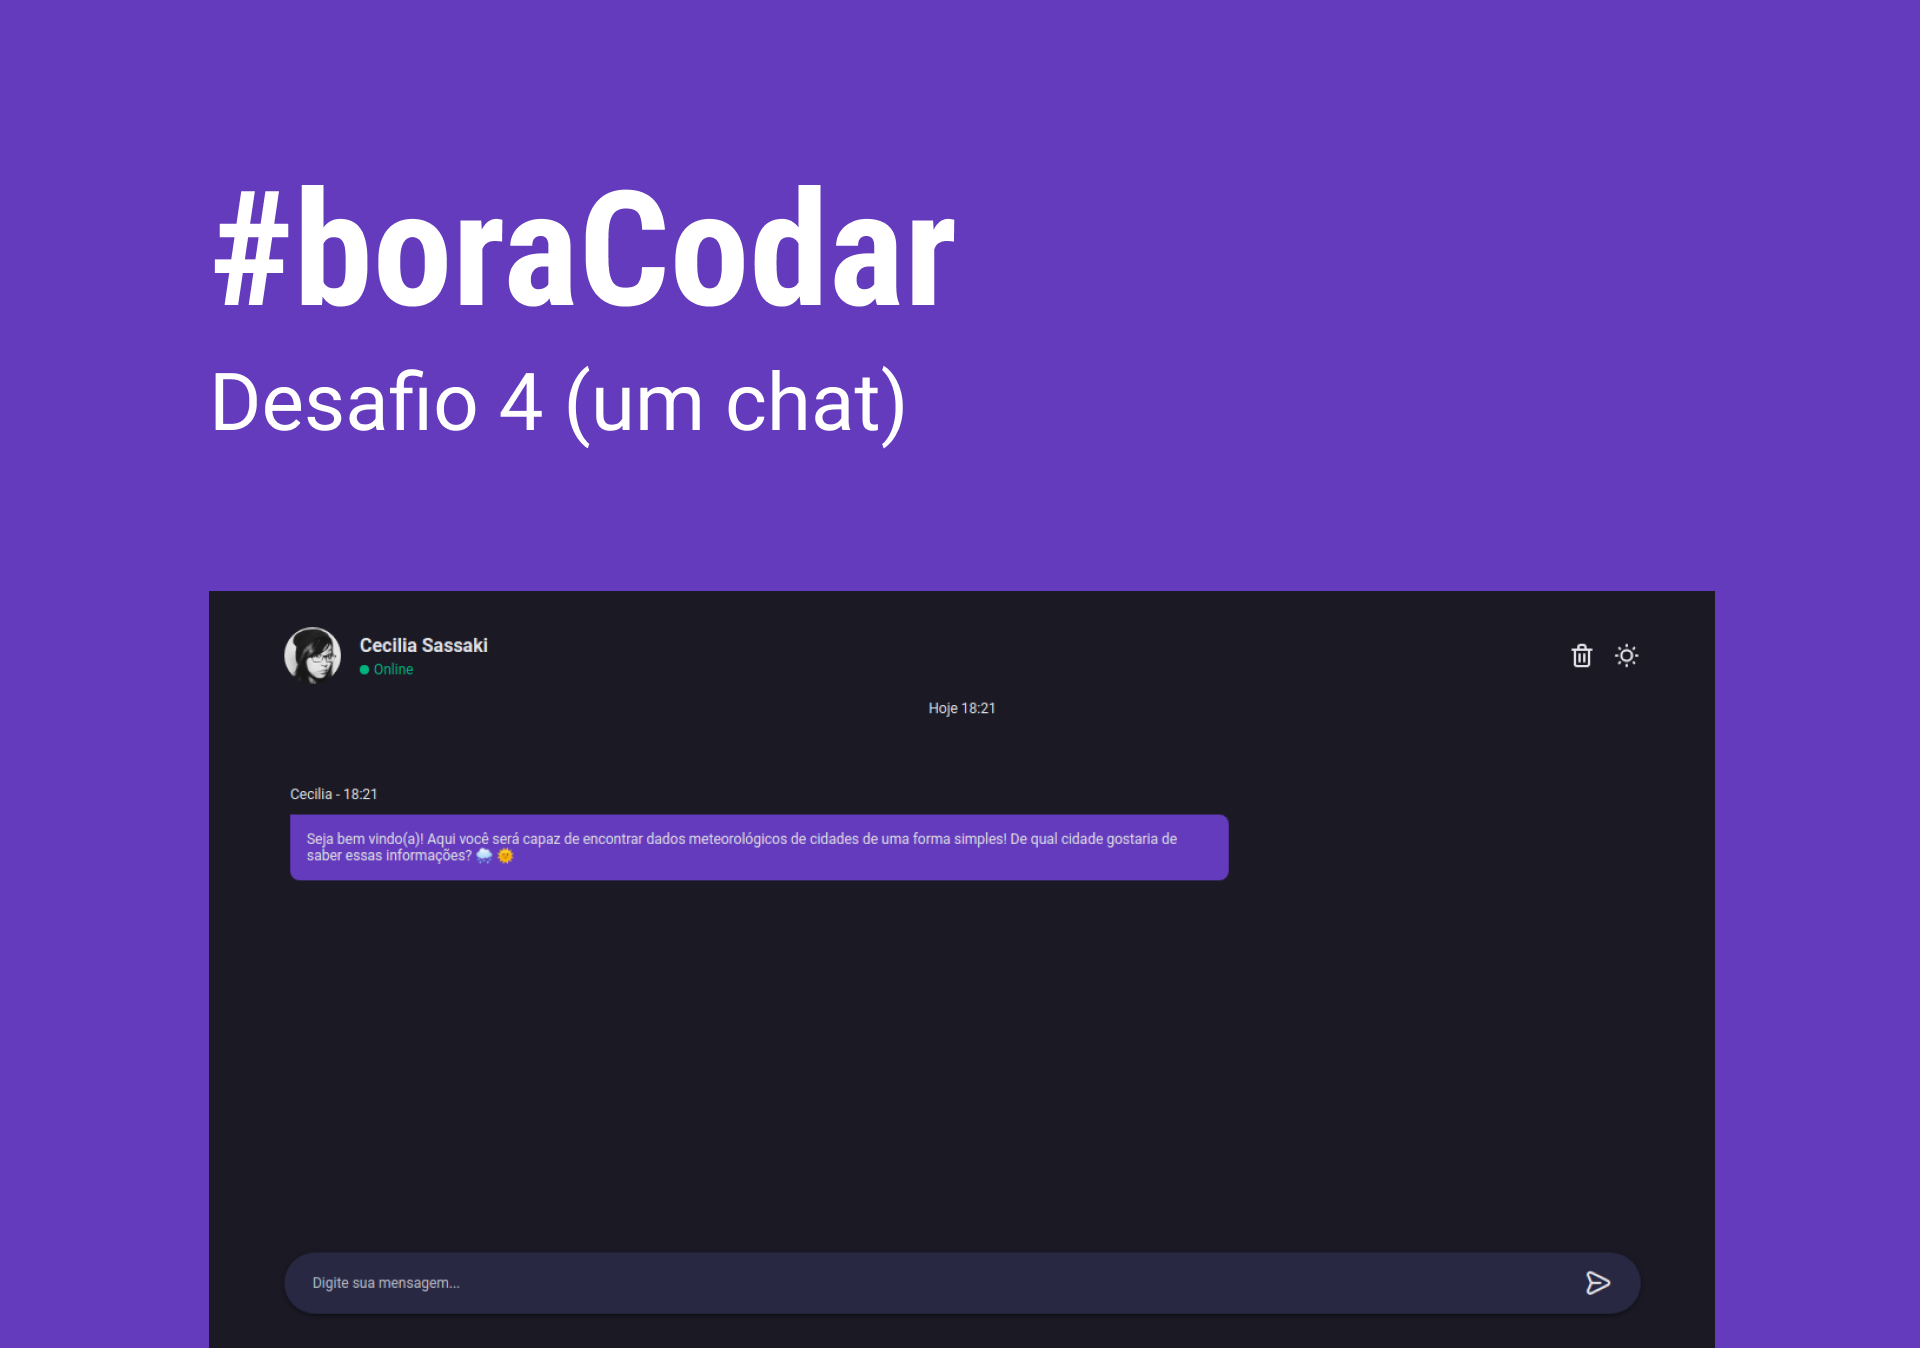 #boraCodar
Desafio 4 (um chat)
Cecilia Sassaki
Online
Hoje 18:21
Cecilia - 18:21
Seja bem vindo(a)! Aqui você será capaz de encontrar dados meteorológicos de cidades de uma forma simples! De qual cidade gostaria de
saber essas informações? 🌧️ 🌞
Digite sua mensagem...